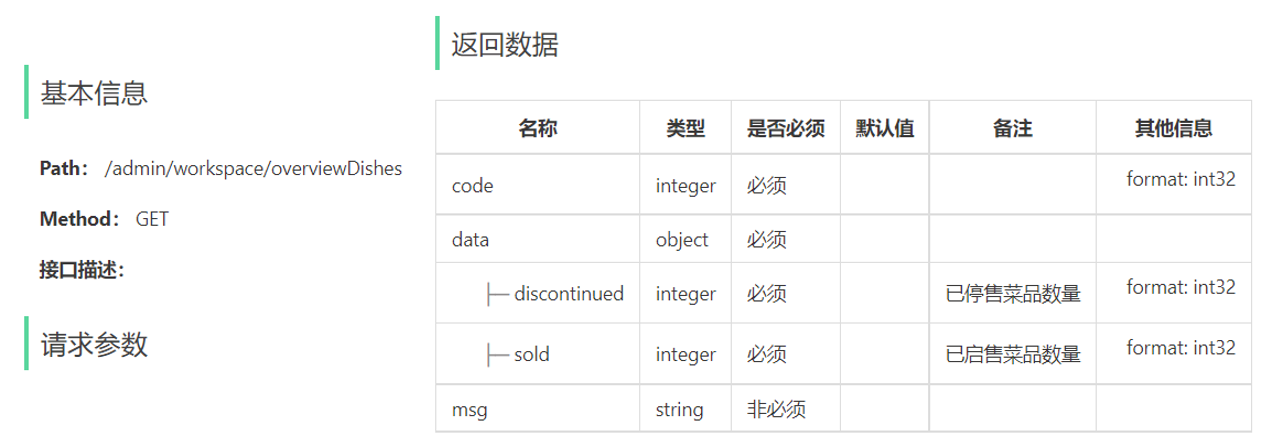 基本信息
Path： /admin/workspace/overviewDishes
Method： GET
接口描述：
请求参数
返回数据
名称 类型 是否必须 默认值 备注 其他信息
code integer 必须 format: int32
data object 必须
├─ discontinued integer 必须 已停售菜品数量 format: int32
├─ sold integer 必须 已启售菜品数量 format: int32
msg string 非必须